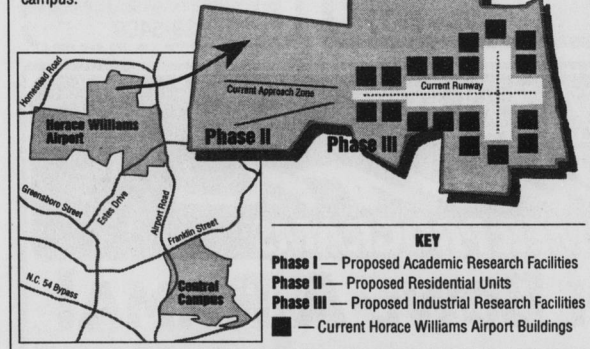 campus.
Homestead Road
Horace Williams
Airport
Current Approach Zone
Current Runway
Phase II
Phase III
Greensboro Street
Estes Drive
Airport Road
Franklin Street
N.C. 54 Bypass
Central
Campus
KEY
Phase I — Proposed Academic Research Facilities
Phase II — Proposed Residential Units
Phase III — Proposed Industrial Research Facilities
— Current Horace Williams Airport Buildings